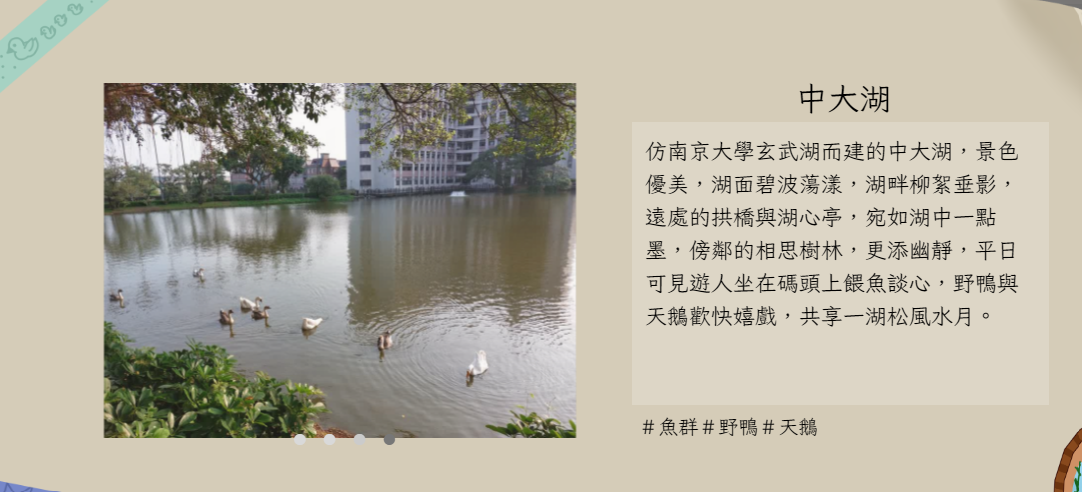 中大湖
仿南京大學玄武湖而建的中大湖，景色
優美，湖面碧波蕩漾，湖畔柳絮垂影，
遠處的拱橋與湖心亭，宛如湖中一點
墨，傍鄰的相思樹林，更添幽靜，平日
可見遊人坐在碼頭上餵魚談心，野鴨與
天鵝歡快嬉戲，共享一湖松風水月。
#魚群#野鴨#天鵝